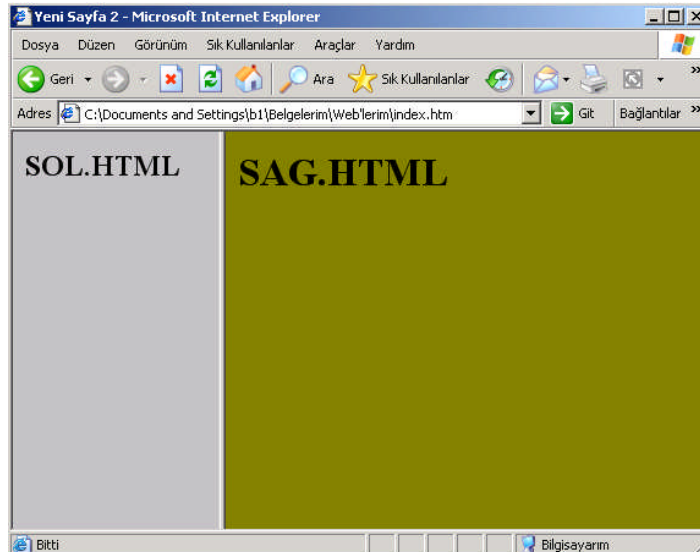 Yeni Sayfa 2 - Microsoft Internet Explorer
Dosya Düzen Görünüm Sık Kullanılanlar Araçlar Yardım
Geri Ara Sık Kullanılanlar »
Adres C:\Documents and Settings\b1\Belgelerim\Web'lerim\index.htm Git Bağlantılar »
SOL.HTML SAG.HTML
Bitti Bilgisayarım